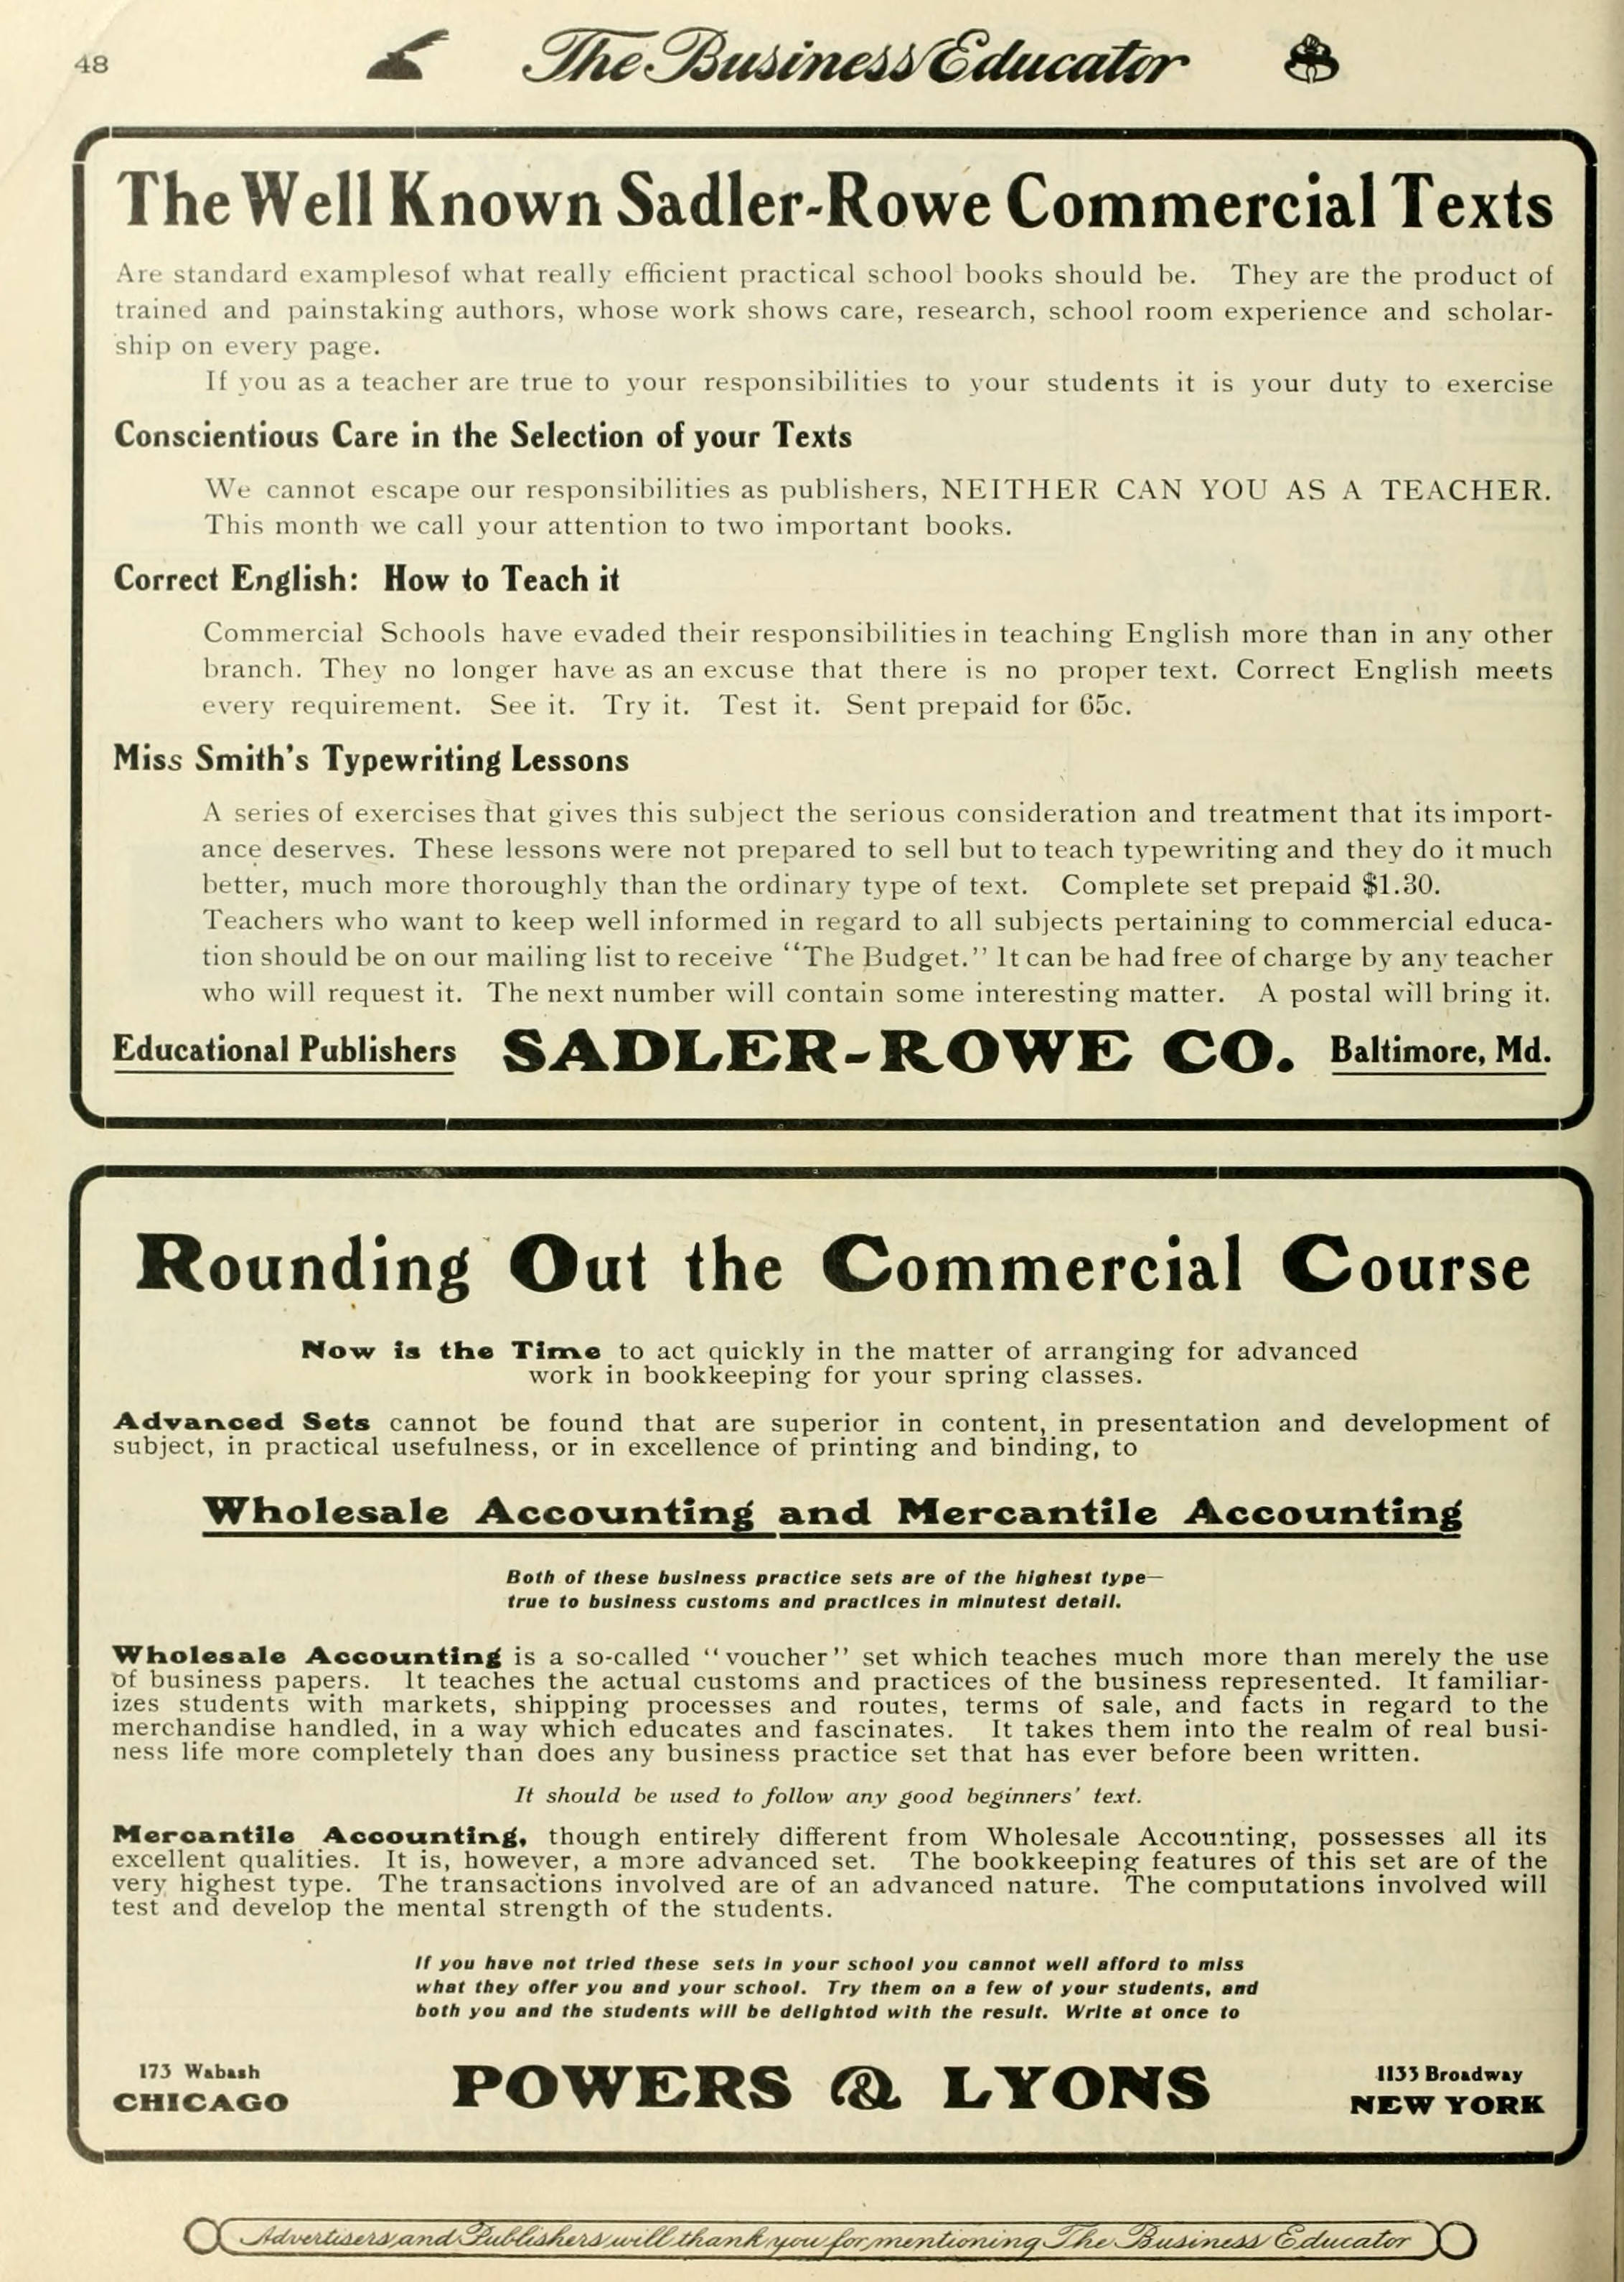 48
The Business Educator
The Well Known Sadler-Rowe Commercial Texts
Are standard examplesof what really efficient practical school books should be. They are the product of
trained and painstaking authors, whose work shows care, research, school room experience and scholar-
ship on every page.
If you as a teacher are true to your responsibilities to your students it is your duty to exercise
Conscientious Care in the Selection of your Texts
We cannot escape our responsibilities as publishers, NEITHER CAN YOU AS A TEACHER.
This month we call your attention to two important books.
Correct English: How to Teach it
Commercial Schools have evaded their responsibilities in teaching English more than in any other
branch. They no longer have as an excuse that there is no proper text. Correct English meets
every requirement. See it. Try it. Test it. Sent prepaid for 65c.
Miss Smith's Typewriting Lessons
A series of exercises that gives this subject the serious consideration and treatment that its import-
ance deserves. These lessons were not prepared to sell but to teach typewriting and they do it much
better, much more thoroughly than the ordinary type of text. Complete set prepaid $1.30.
Teachers who want to keep well informed in regard to all subjects pertaining to commercial educa-
tion should be on our mailing list to receive "The Budget." It can be had free of charge by any teacher
who will request it. The next number will contain some interesting matter. A postal will bring it.
Educational Publishers SADLER-ROWE CO. Baltimore, Md.
Rounding Out the Commercial Course
Now is the Time to act quickly in the matter of arranging for advanced
work in bookkeeping for your spring classes.
Advanced Sets cannot be found that are superior in content, in presentation and development of
subject, in practical usefulness, or in excellence of printing and binding, to
Wholesale Accounting and Mercantile Accounting
Both of these business practice sets are of the highest type—
true to business customs and practices in minutest detail.
Wholesale Accounting is a so-called "voucher" set which teaches much more than merely the use
of business papers. It teaches the actual customs and practices of the business represented. It familiar-
izes students with markets, shipping processes and routes, terms of sale, and facts in regard to the
merchandise handled, in a way which educates and fascinates. It takes them into the realm of real busi-
ness life more completely than does any business practice set that has ever before been written.
It should be used to follow any good beginners' text.
Mercantile Accounting, though entirely different from Wholesale Accounting, possesses all its
excellent qualities. It is, however, a more advanced set. The bookkeeping features of this set are of the
very highest type. The transactions involved are of an advanced nature. The computations involved will
test and develop the mental strength of the students.
If you have not tried these sets in your school you cannot well afford to miss
what they offer you and your school. Try them on a few of your students, and
both you and the students will be delightod with the result. Write at once to
173 Wabash
CHICAGO
POWERS & LYONS
1133 Broadway
NEW YORK
Advertisers and Publishers will thank you for mentioning The Business Educator